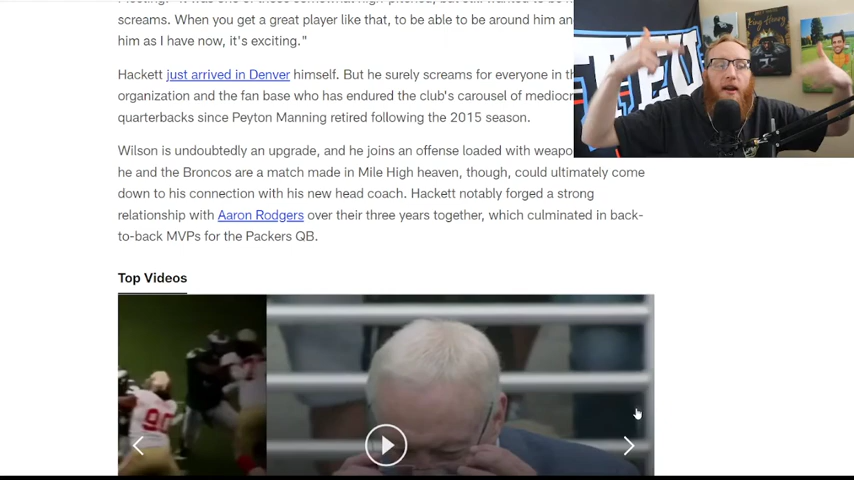 screams. When you get a great player like that, to be able to be around him an
him as I have now, it's exciting."
Hackett just arrived in Denver himself. But he surely screams for everyone in th
organization and the fan base who has endured the club's carousel of medioc
quarterbacks since Peyton Manning retired following the 2015 season.
Wilson is undoubtedly an upgrade, and he joins an offense loaded with weapo
he and the Broncos are a match made in Mile High heaven, though, could ultimately come
down to his connection with his new head coach. Hackett notably forged a strong
relationship with Aaron Rodgers over their three years together, which culminated in back-
to-back MVPs for the Packers QB.
Top Videos
90
King Henry